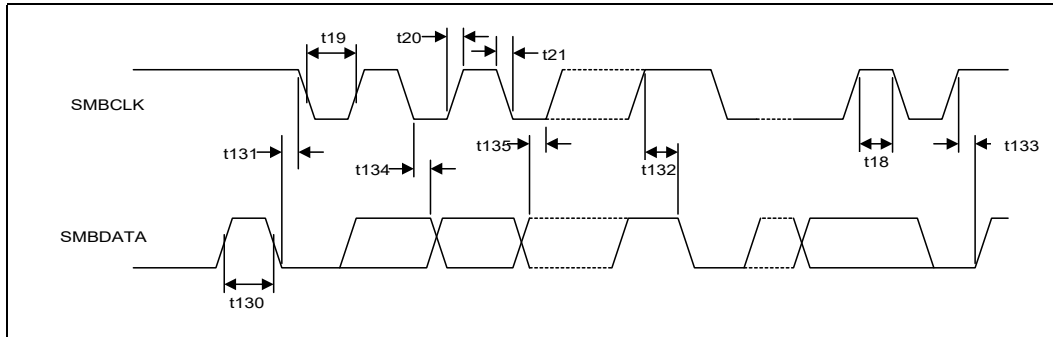 t19
t20
t21
SMBCLK
t131
t134
t135
t132
t18
t133
SMBDATA
t130